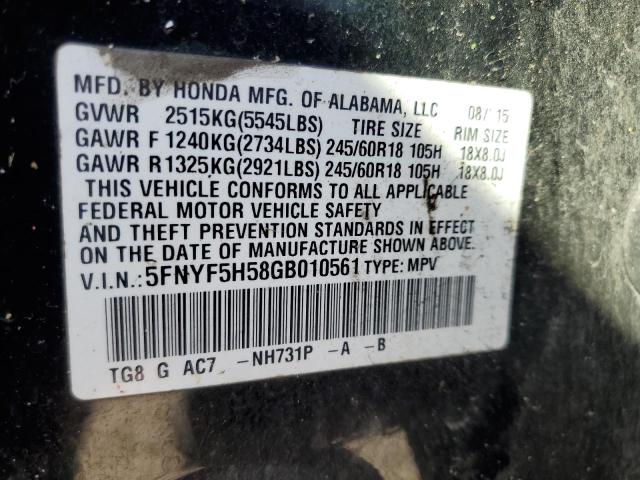 MFD. BY HONDA MFG. OF ALABAMA, LLC 08/15
GVWR 2515KG(5545LBS) TIRE SIZE RIM SIZE
GAWR F 1240KG(2734LBS) 245/60R18 105H 18X8.0J
GAWR R 1325KG(2921LBS) 245/60R18 105H 18X8.0J
THIS VEHICLE CONFORMS TO ALL APPLICABLE
FEDERAL MOTOR VEHICLE SAFETY
AND THEFT PREVENTION STANDARDS IN EFFECT
ON THE DATE OF MANUFACTURE SHOWN ABOVE.
V.I.N.: 5FNYF5H58GB010561 TYPE: MPV
TG8 G AC7 -NH731P -A -B